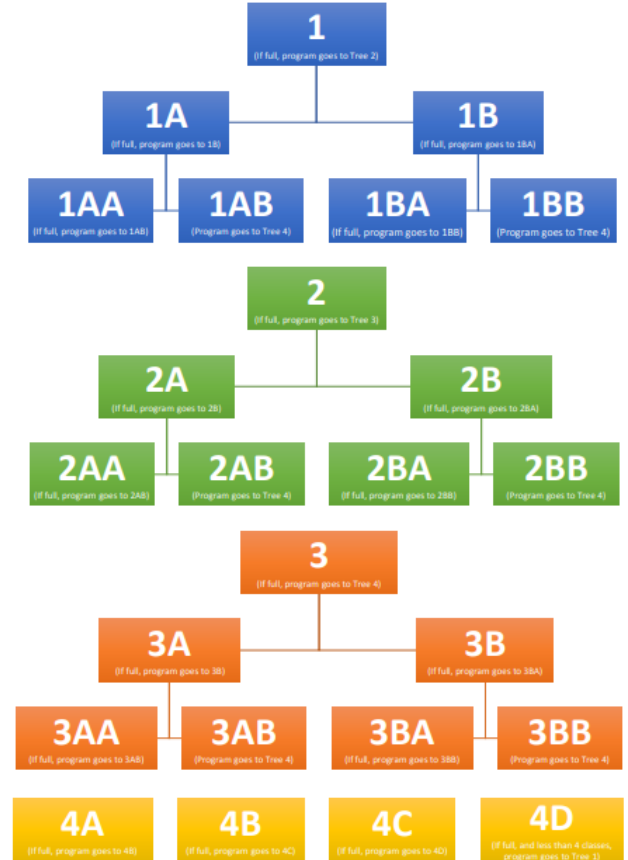 1
(If full, program goes to Tree 2)
1A
(If full, program goes to 1B)
1B
(If full, program goes to 1BA)
1AA
(If full, program goes to 1AB)
1AB
(Program goes to Tree 4)
1BA
(If full, program goes to 1BB)
1BB
(Program goes to Tree 4)
2
(If full, program goes to Tree 3)
2A
(If full, program goes to 2B)
2B
(If full, program goes to 2BA)
2AA
(If full, program goes to 2AB)
2AB
(Program goes to Tree 4)
2BA
(If full, program goes to 2BB)
2BB
(Program goes to Tree 4)
3
(If full, program goes to Tree 4)
3A
(If full, program goes to 3B)
3B
(If full, program goes to 3BA)
3AA
(If full, program goes to 3AB)
3AB
(Program goes to Tree 4)
3BA
(If full, program goes to 3BB)
3BB
(Program goes to Tree 4)
4A
(If full, program goes to 4B)
4B
(If full, program goes to 4C)
4C
(If full, program goes to 4D)
4D
(If full, and less than 4 classes,
program goes to Tree 1)